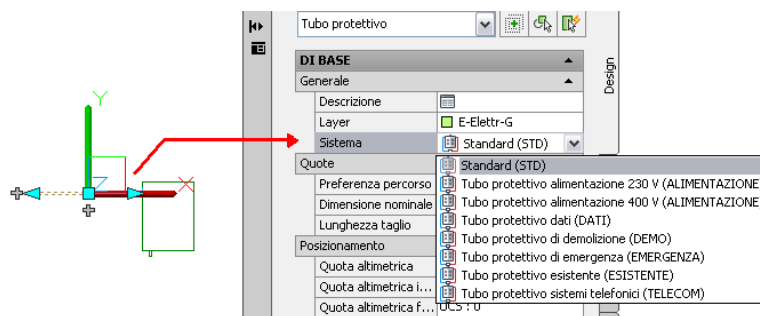 Tubo protettivo
DI BASE
Generale
Descrizione
Layer E-Elettr-G
Sistema Standard (STD)
Quote
Standard (STD)
Preferenza percorso Tubo protettivo alimentazione 230 V (ALIMENTAZIONE
Dimensione nominale Tubo protettivo alimentazione 400 V (ALIMENTAZIONE
Lunghezza taglio Tubo protettivo dati (DATI)
Posizionamento Tubo protettivo di demolizione (DEMO)
Quota altimetrica Tubo protettivo di emergenza (EMERGENZA)
Quota altimetrica i... Tubo protettivo esistente (ESISTENTE)
Quota altimetrica f... Tubo protettivo sistemi telefonici (TELECOM)
UCS : 0
Design
Y
Z
X